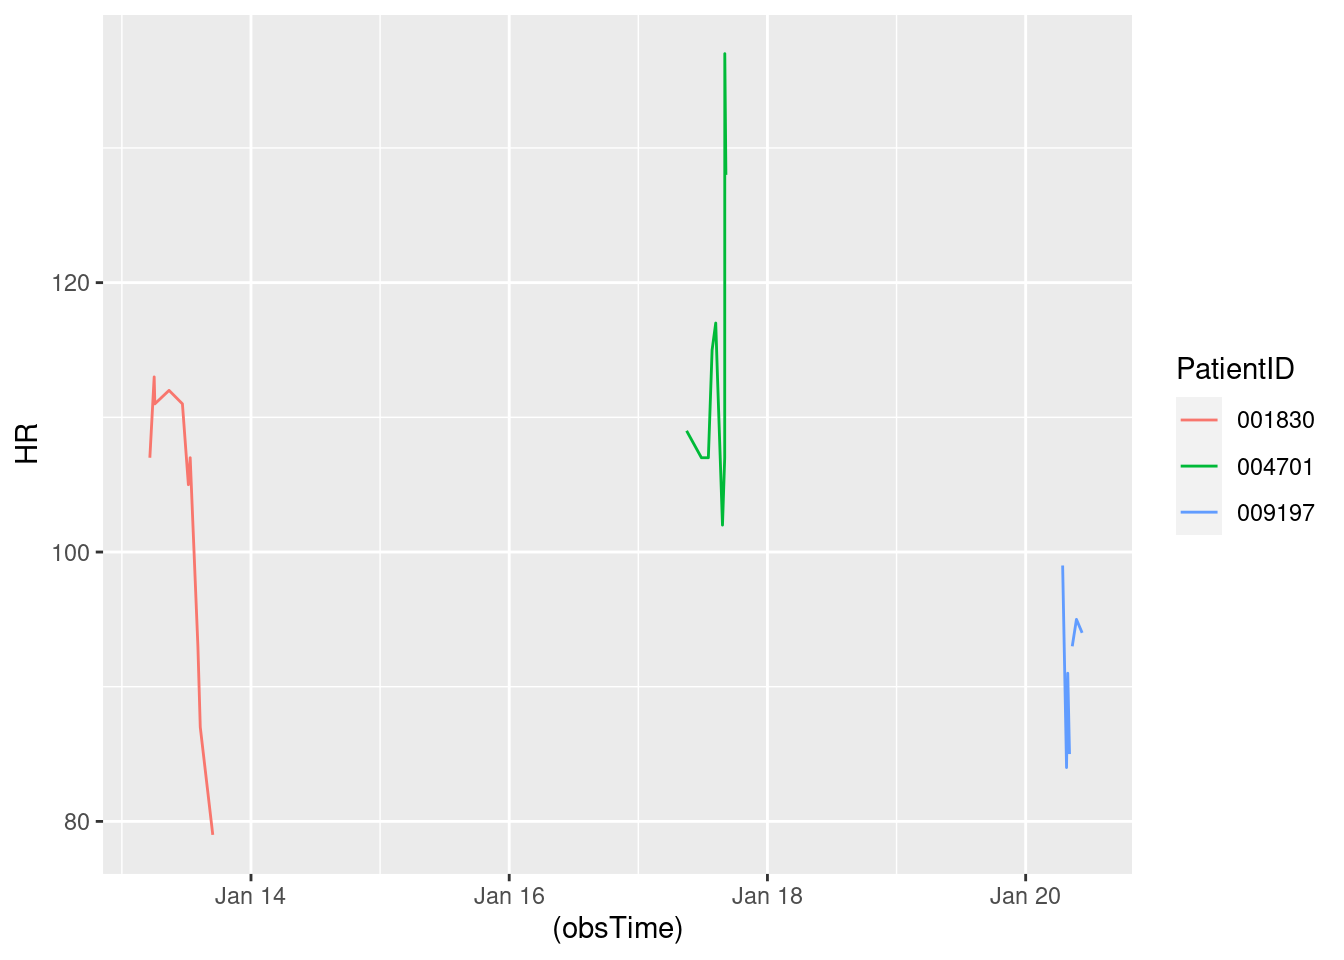 HR
120
100
80
Jan 14
Jan 16
Jan 18
Jan 20
(obsTime)
PatientID
001830
004701
009197